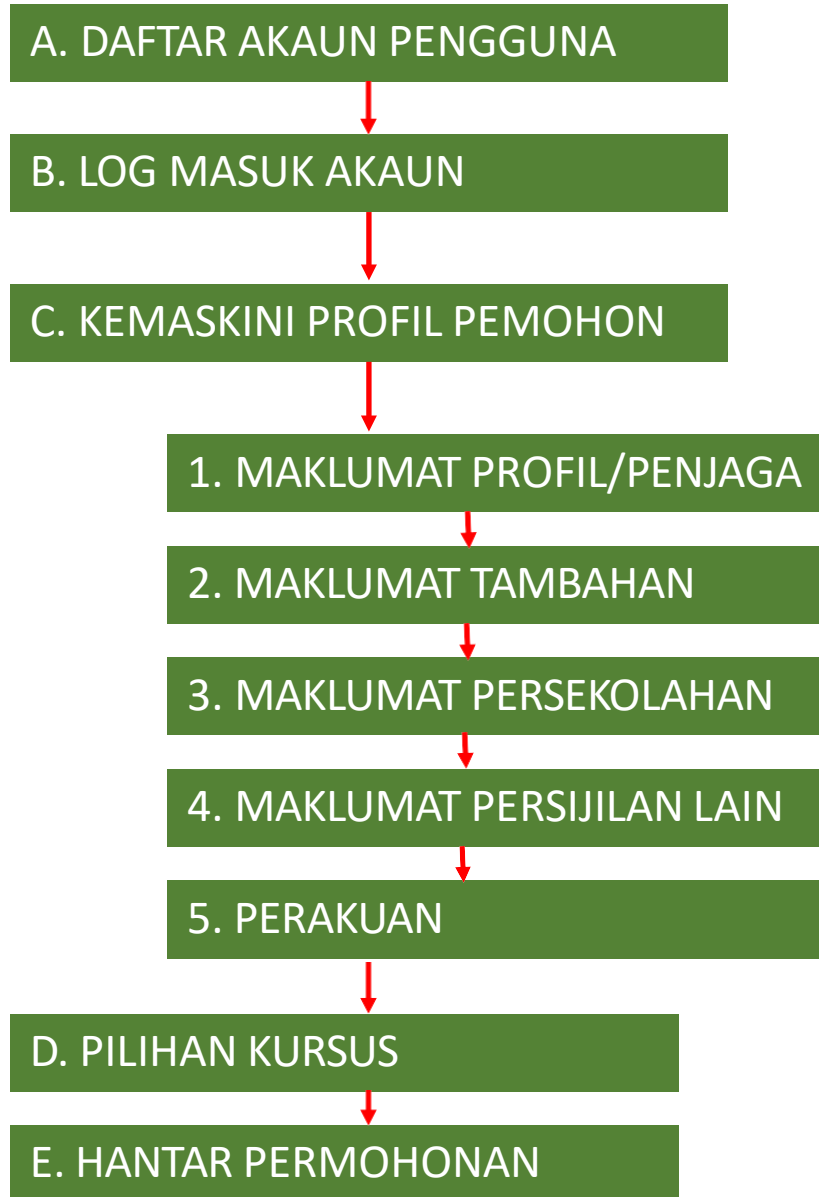 A. DAFTAR AKAUN PENGGUNA
B. LOG MASUK AKAUN
C. KEMASKINI PROFIL PEMOHON
1. MAKLUMAT PROFIL/PENJAGA
2. MAKLUMAT TAMBAHAN
3. MAKLUMAT PERSEKOLAHAN
4. MAKLUMAT PERSIJILAN LAIN
5. PERAKUAN
D. PILIHAN KURSUS
E. HANTAR PERMOHONAN